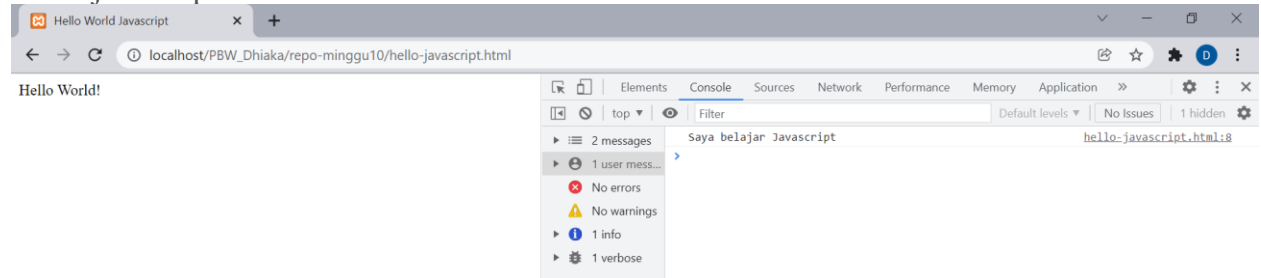 Hello World Javascript
localhost/PBW_Dhiaka/repo-minggu10/hello-javascript.html
D
Hello World!
Elements Console Sources Network Performance Memory Application »
top ▼ Filter Default levels ▼ No Issues 1 hidden
2 messages
Saya belajar Javascript hello-javascript.html:8
1 user mess...
No errors
No warnings
1 info
1 verbose